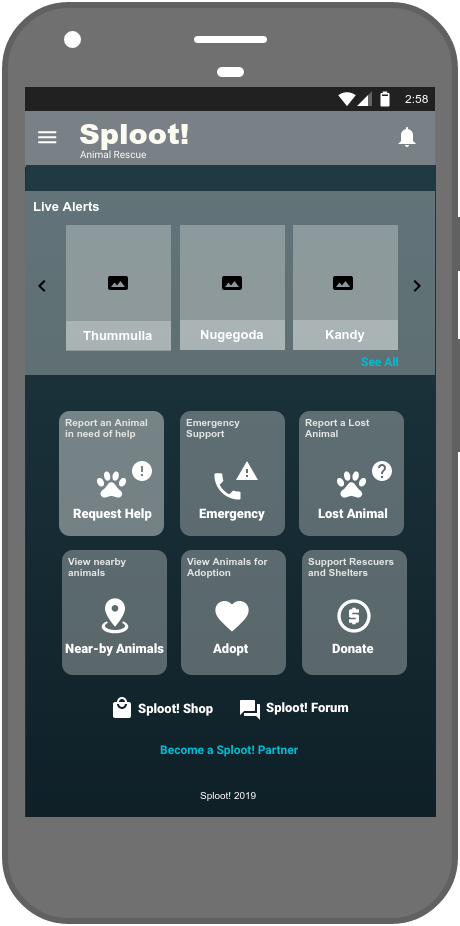 2:58
Sploot!
Animal Rescue
Live Alerts
Thummulla
Nugegoda
Kandy
See All
Report an Animal
in need of help
Request Help
Emergency
Support
Emergency
Report a Lost
Animal
Lost Animal
View nearby
animals
Near-by Animals
View Animals for
Adoption
Adopt
Support Rescuers
and Shelters
Donate
Sploot! Shop
Sploot! Forum
Become a Sploot! Partner
Sploot! 2019